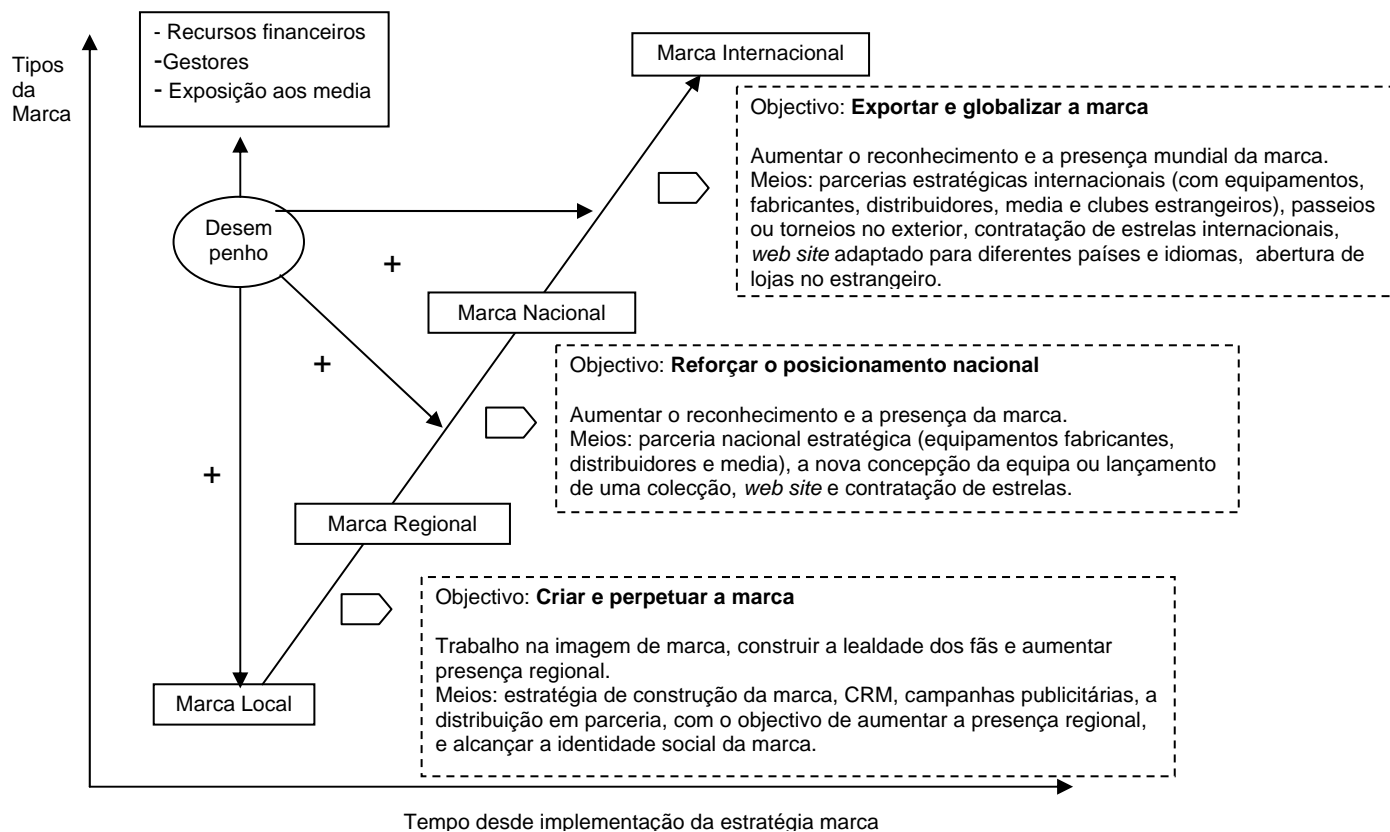 - Recursos financeiros
-Gestores
- Exposição aos media
Tipos
da
Marca
Marca Internacional
Objectivo: Exportar e globalizar a marca
Aumentar o reconhecimento e a presença mundial da marca.
Meios: parcerias estratégicas internacionais (com equipamentos,
fabricantes, distribuidores, media e clubes estrangeiros), passeios
ou torneios no exterior, contratação de estrelas internacionais,
web site adaptado para diferentes países e idiomas, abertura de
lojas no estrangeiro.
Desem
penho
+
Marca Nacional
+
Objectivo: Reforçar o posicionamento nacional
Aumentar o reconhecimento e a presença da marca.
Meios: parceria nacional estratégica (equipamentos fabricantes,
distribuidores e media), a nova concepção da equipa ou lançamento
de uma colecção, web site e contratação de estrelas.
+
Marca Regional
Objectivo: Criar e perpetuar a marca
Trabalho na imagem de marca, construir a lealdade dos fãs e aumentar
presença regional.
Meios: estratégia de construção da marca, CRM, campanhas publicitárias, a
distribuição em parceria, com o objectivo de aumentar a presença regional,
e alcançar a identidade social da marca.
Marca Local
Tempo desde implementação da estratégia marca